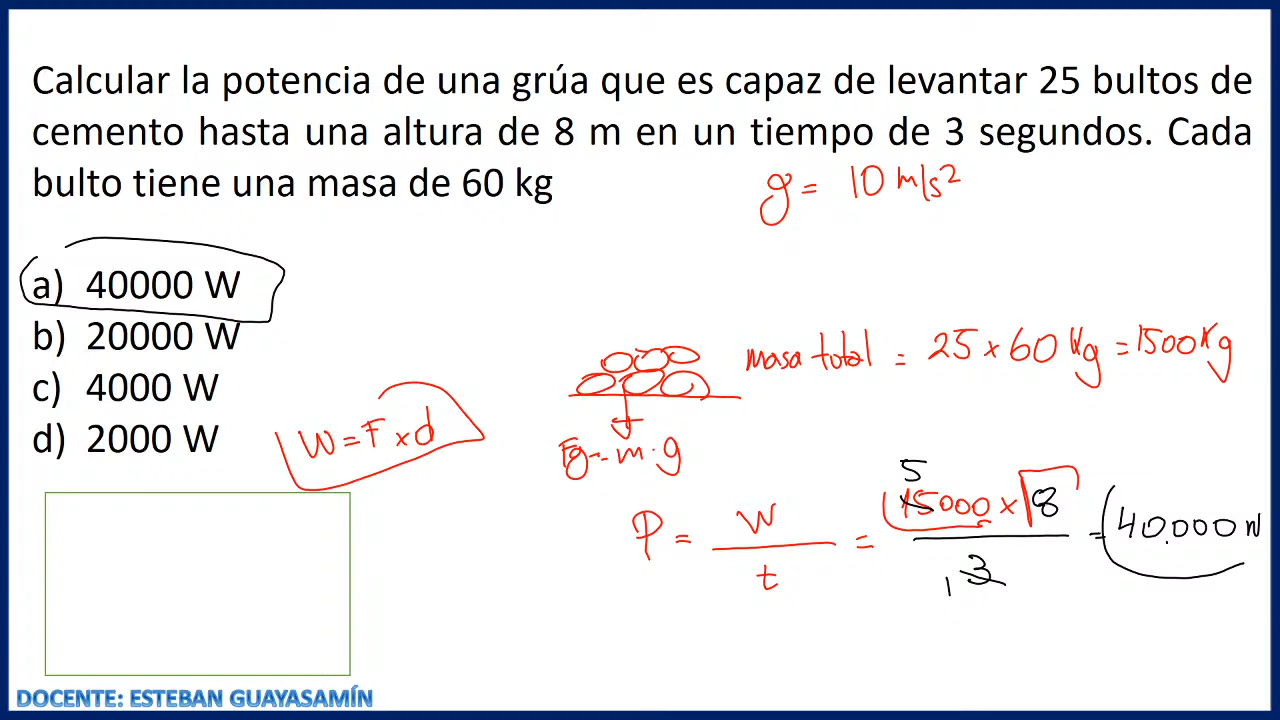 Calcular la potencia de una grúa que es capaz de levantar 25 bultos de
cemento hasta una altura de 8 m en un tiempo de 3 segundos. Cada
bulto tiene una masa de 60 kg
g = 10 m/s²
a) 40000 W
b) 20000 W
c) 4000 W
d) 2000 W
masa total = 25 × 60 Kg = 1500 Kg
W = F × d
Fg = m · g
5
P = W / t = 15000 × 8 / 3 = 40.000 W
1
DOCENTE: ESTEBAN GUAYASAMÍN